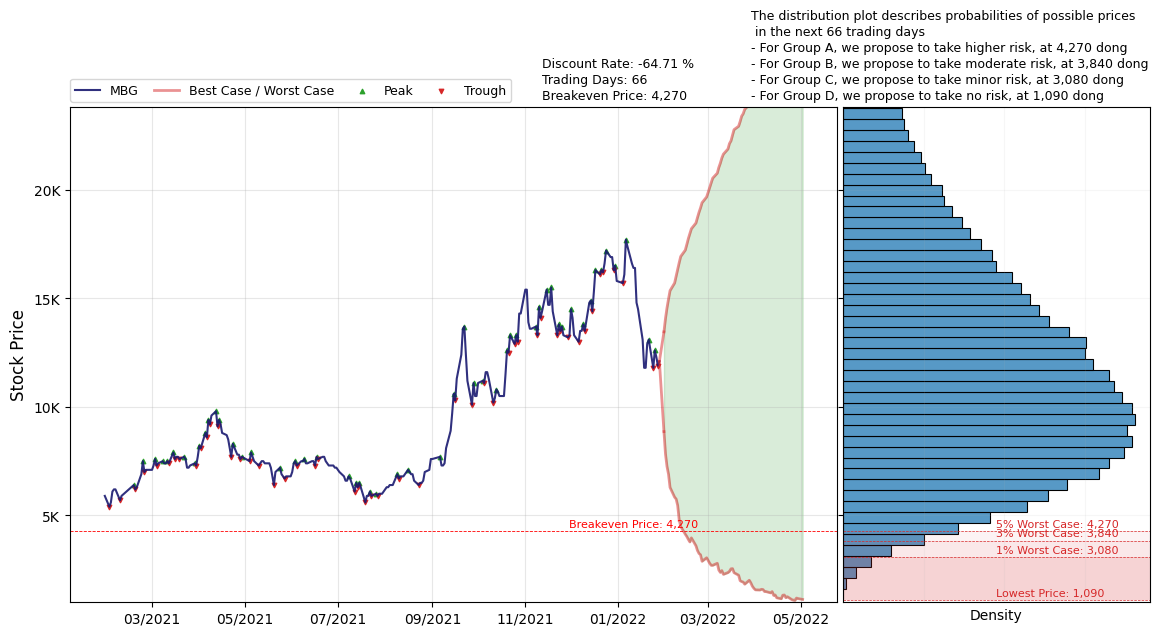 The distribution plot describes probabilities of possible prices
in the next 66 trading days
- For Group A, we propose to take higher risk, at 4,270 dong
- For Group B, we propose to take moderate risk, at 3,840 dong
- For Group C, we propose to take minor risk, at 3,080 dong
- For Group D, we propose to take no risk, at 1,090 dong
Discount Rate: -64.71 %
Trading Days: 66
Breakeven Price: 4,270
MBG
Best Case / Worst Case
Peak
Trough
Stock Price
20K
15K
10K
5K
Breakeven Price: 4,270
5% Worst Case: 4,270
3% Worst Case: 3,840
1% Worst Case: 3,080
Lowest Price: 1,090
03/2021
05/2021
07/2021
09/2021
11/2021
01/2022
03/2022
05/2022
Density